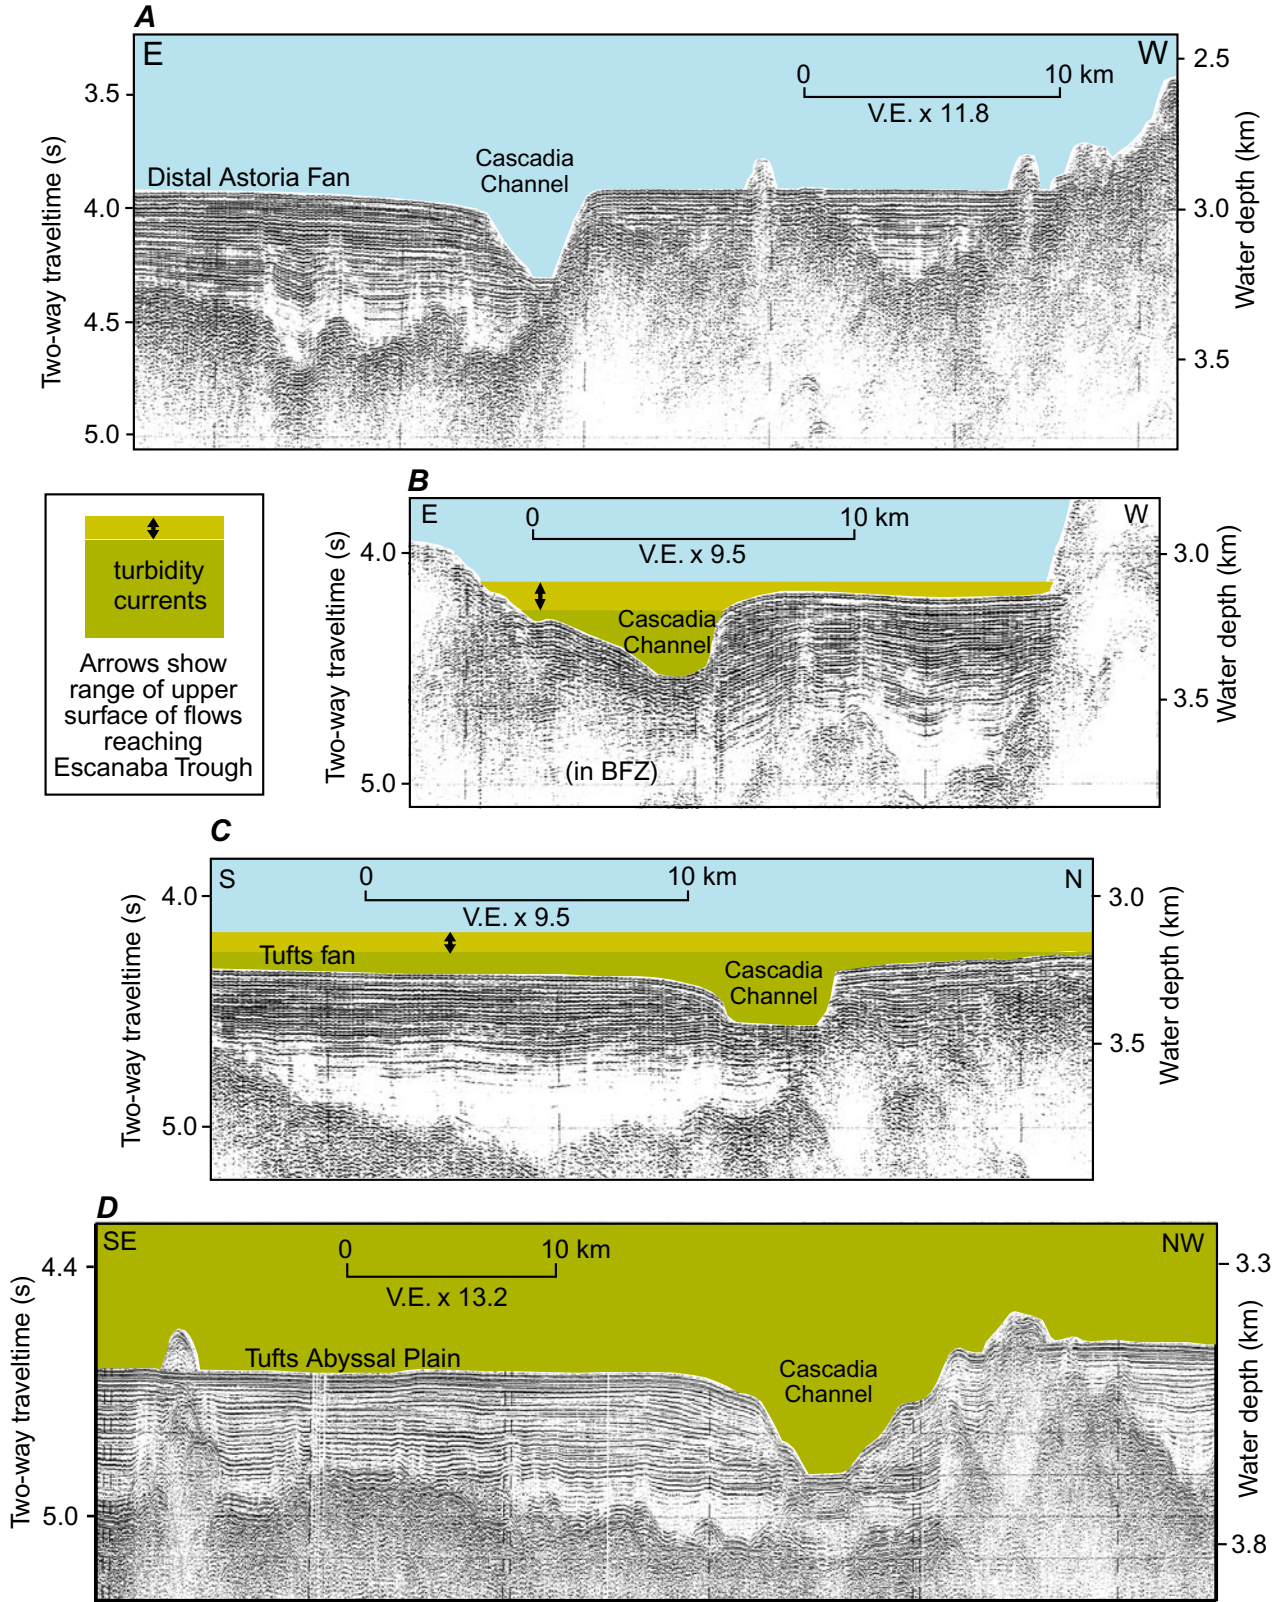 A
E
W
0
10 km
V.E. x 11.8
2.5
3.0
3.5
Water depth (km)
3.5
4.0
4.5
5.0
Two-way traveltime (s)
Distal Astoria Fan
Cascadia
Channel
turbidity
currents
Arrows show
range of upper
surface of flows
reaching
Escanaba Trough
B
E
W
0
10 km
V.E. x 9.5
4.0
5.0
Two-way traveltime (s)
3.0
3.5
Water depth (km)
Cascadia
Channel
(in BFZ)
C
S
N
0
10 km
V.E. x 9.5
4.0
5.0
Two-way traveltime (s)
3.0
3.5
Water depth (km)
Tufts fan
Cascadia
Channel
D
SE
NW
0
10 km
V.E. x 13.2
4.4
5.0
Two-way traveltime (s)
3.3
3.8
Water depth (km)
Tufts Abyssal Plain
Cascadia
Channel